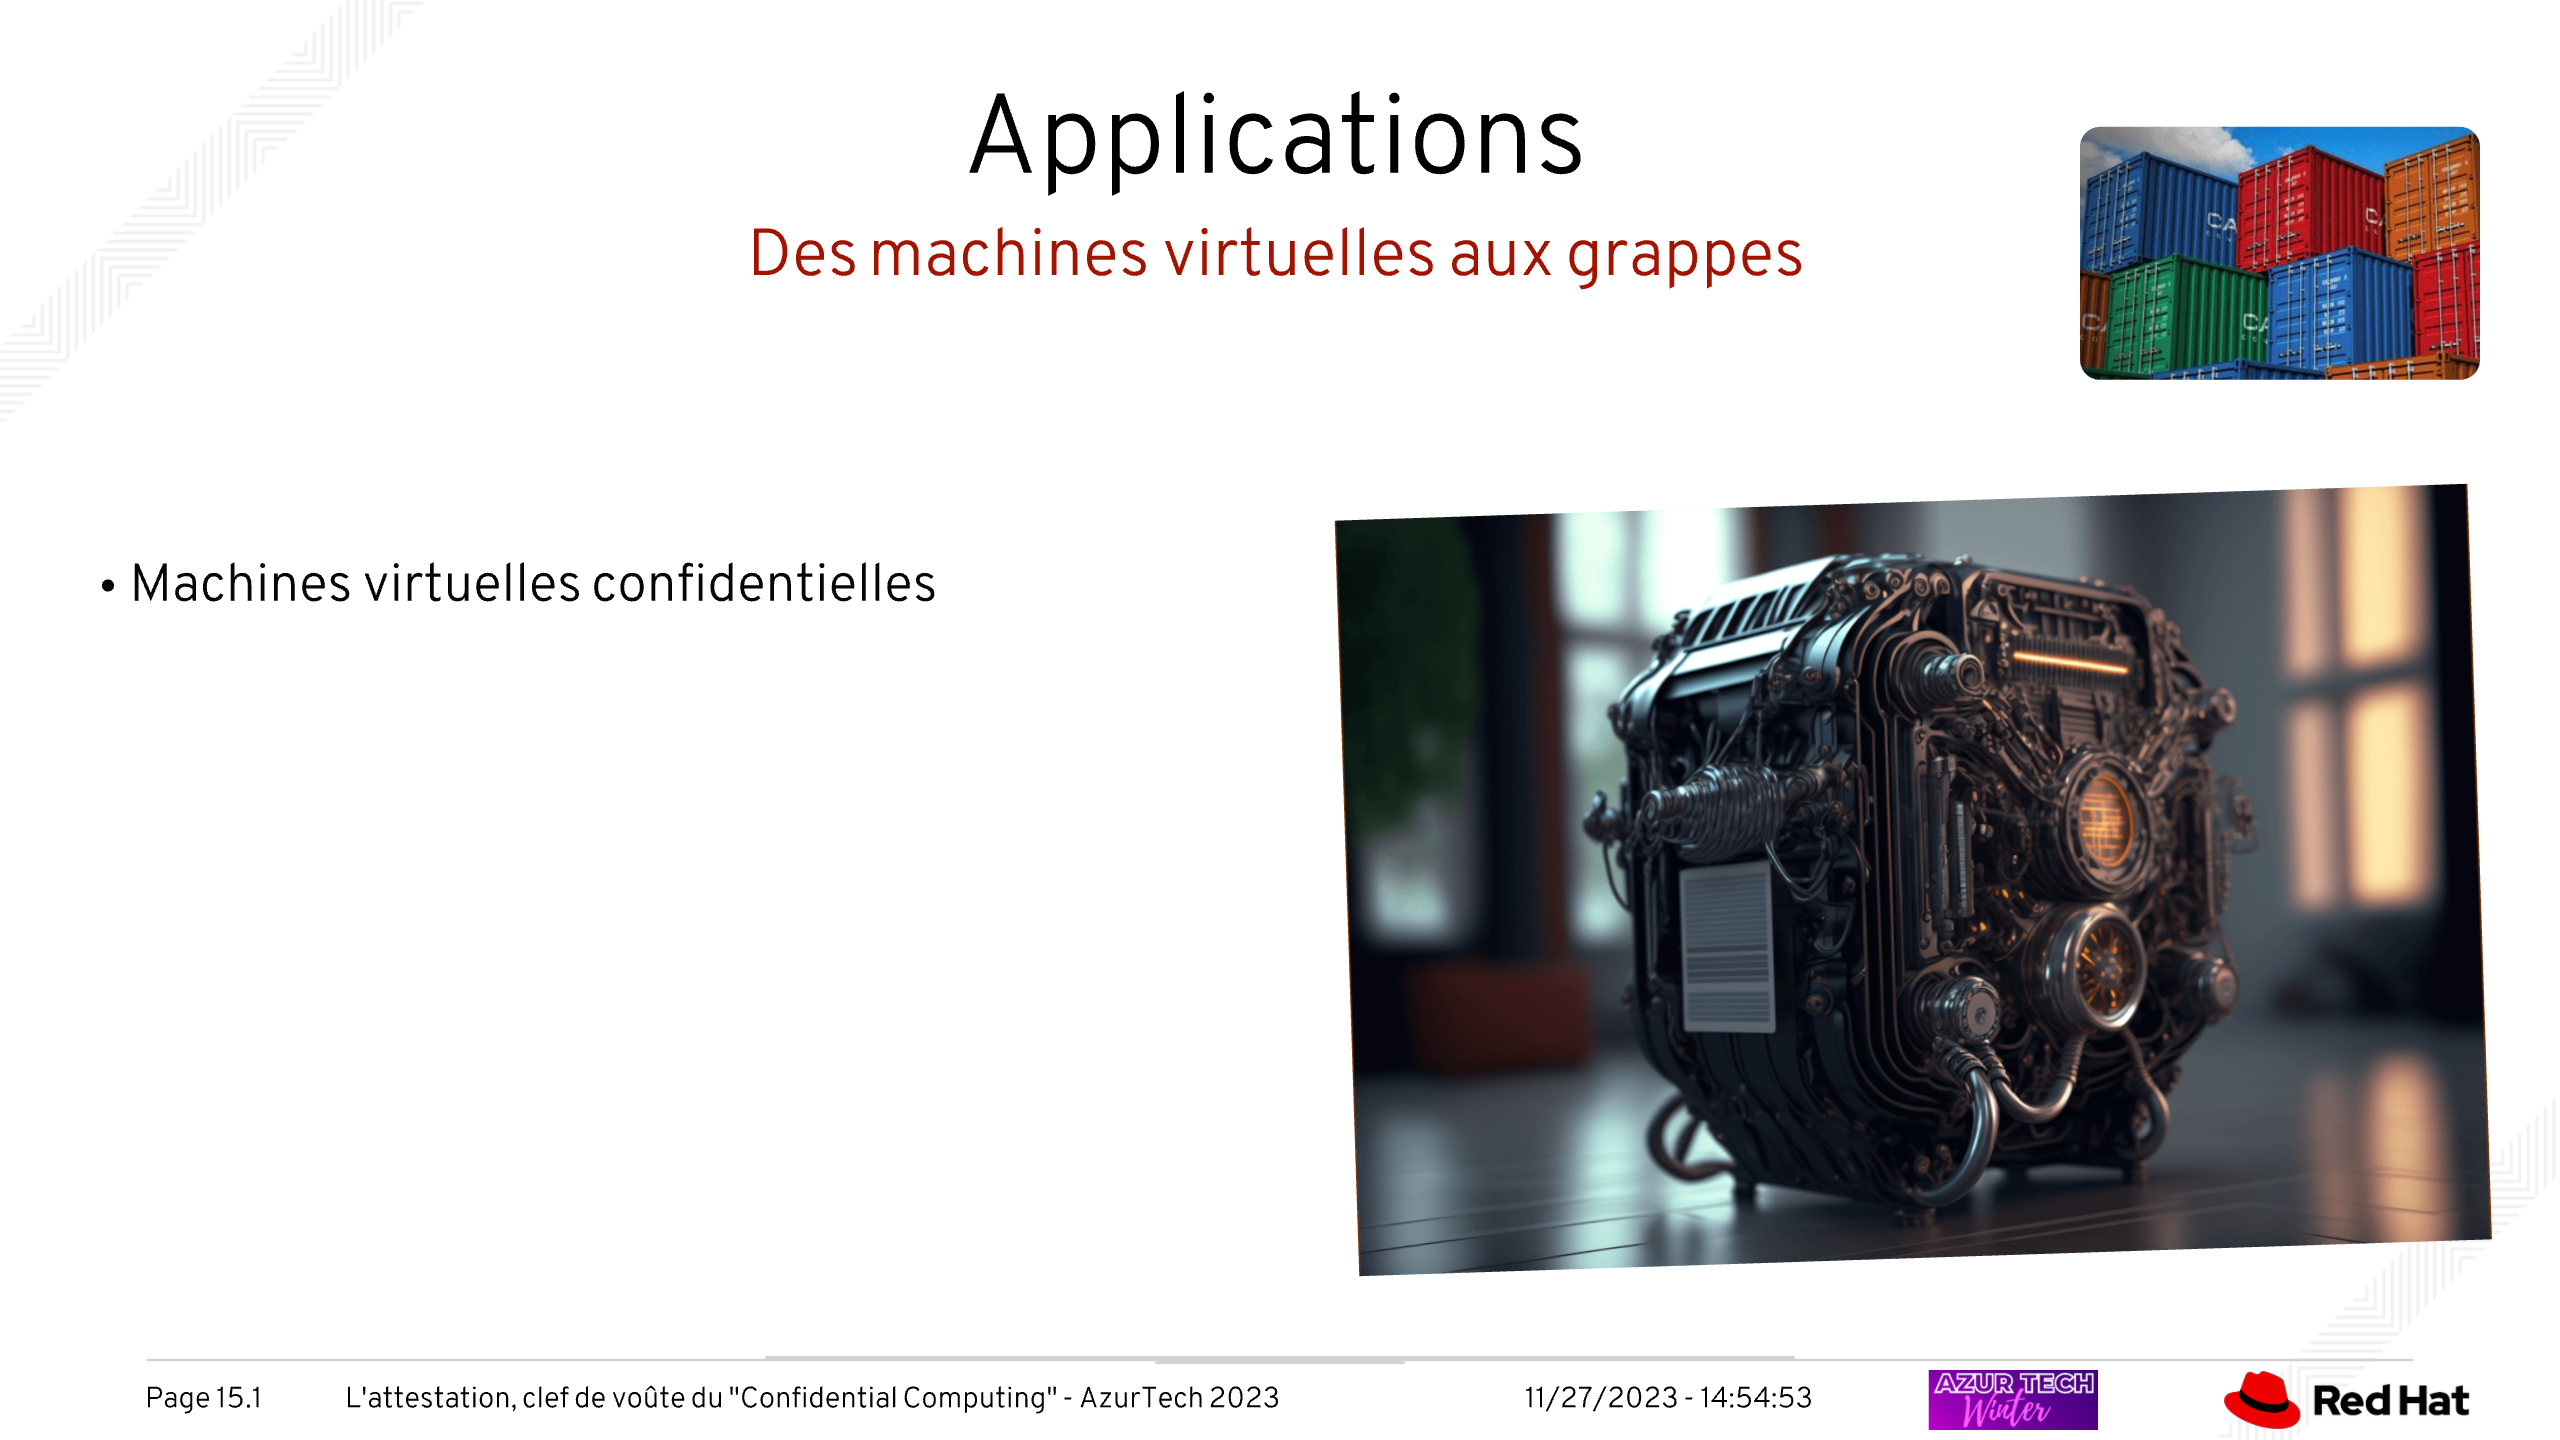 Applications
Des machines virtuelles aux grappes
• Machines virtuelles confidentielles
Page 15.1
L'attestation, clef de voûte du "Confidential Computing" - AzurTech 2023
11/27/2023 - 14:54:53
AZUR TECH
Winter
Red Hat